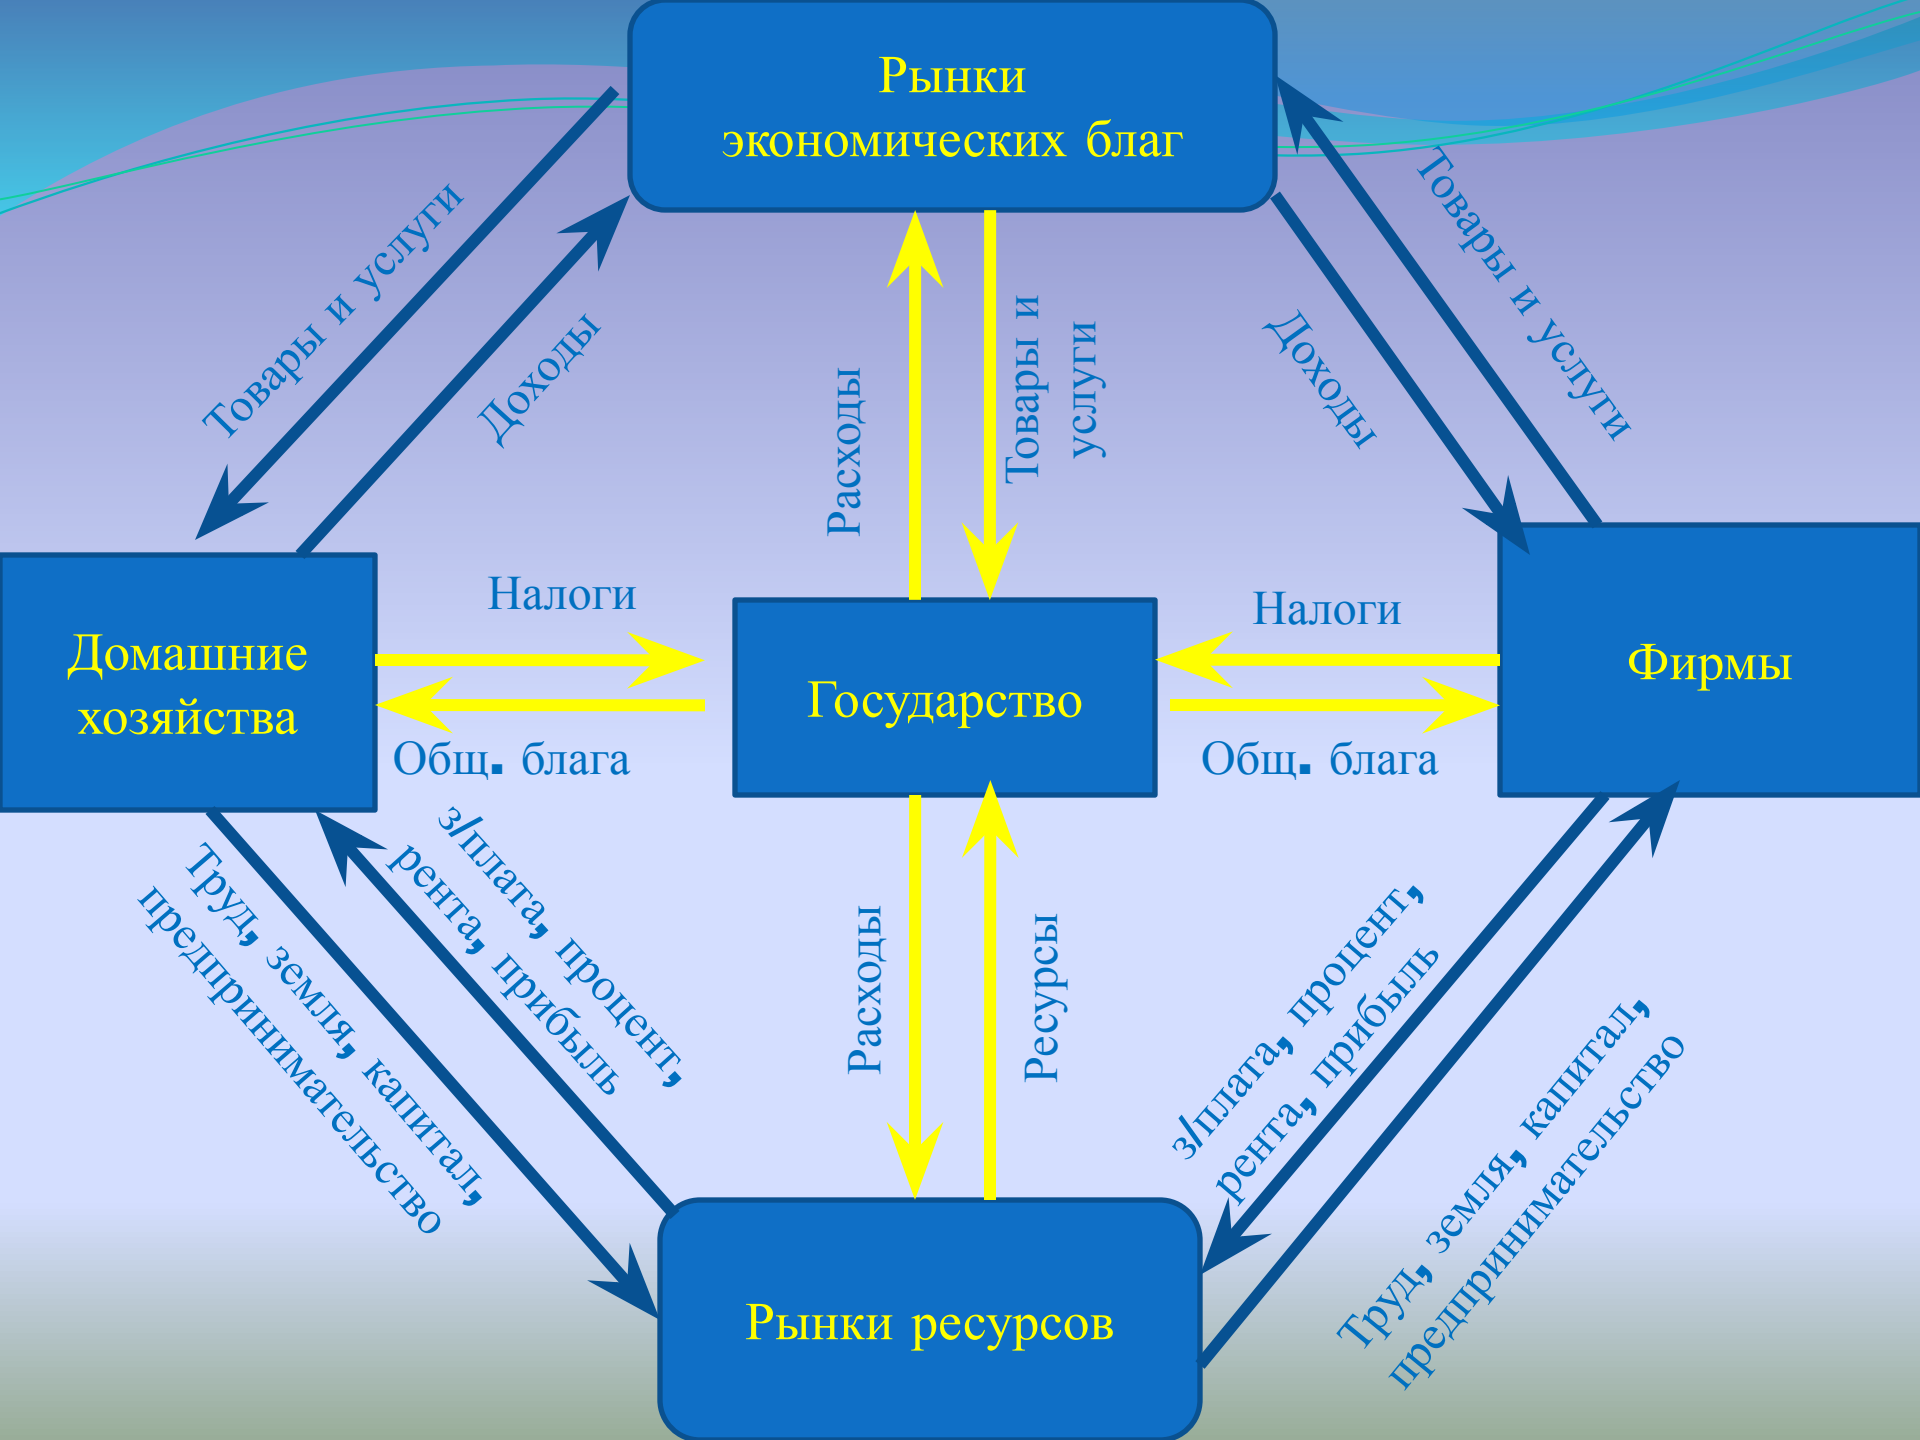 Рынки
экономических благ
Товары и услуги
Доходы
Расходы
Товары и
услуги
Доходы
Товары и услуги
Домашние
хозяйства
Налоги
Общ. блага
Государство
Налоги
Общ. блага
Фирмы
Труд, земля, капитал,
предпринимательство
з/плата, процент,
рента, прибыль
Расходы
Ресурсы
з/плата, процент,
рента, прибыль
Труд, земля, капитал,
предпринимательство
Рынки ресурсов